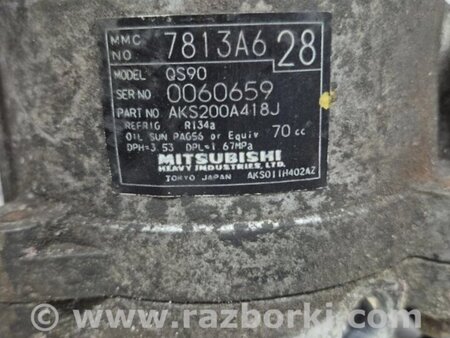 MMC NO 7813A6 28
MODEL QS90
SER NO 0060659
PART NO AKS200A418J
REFRIG R134a
OIL SUN PAG56 or Equiv 70 cc
DPH=3.53 DPL=1.67MPa
MITSUBISHI
HEAVY INDUSTRIES, LTD.
TOKYO JAPAN AKS011H402AZ
© www.razborki.com